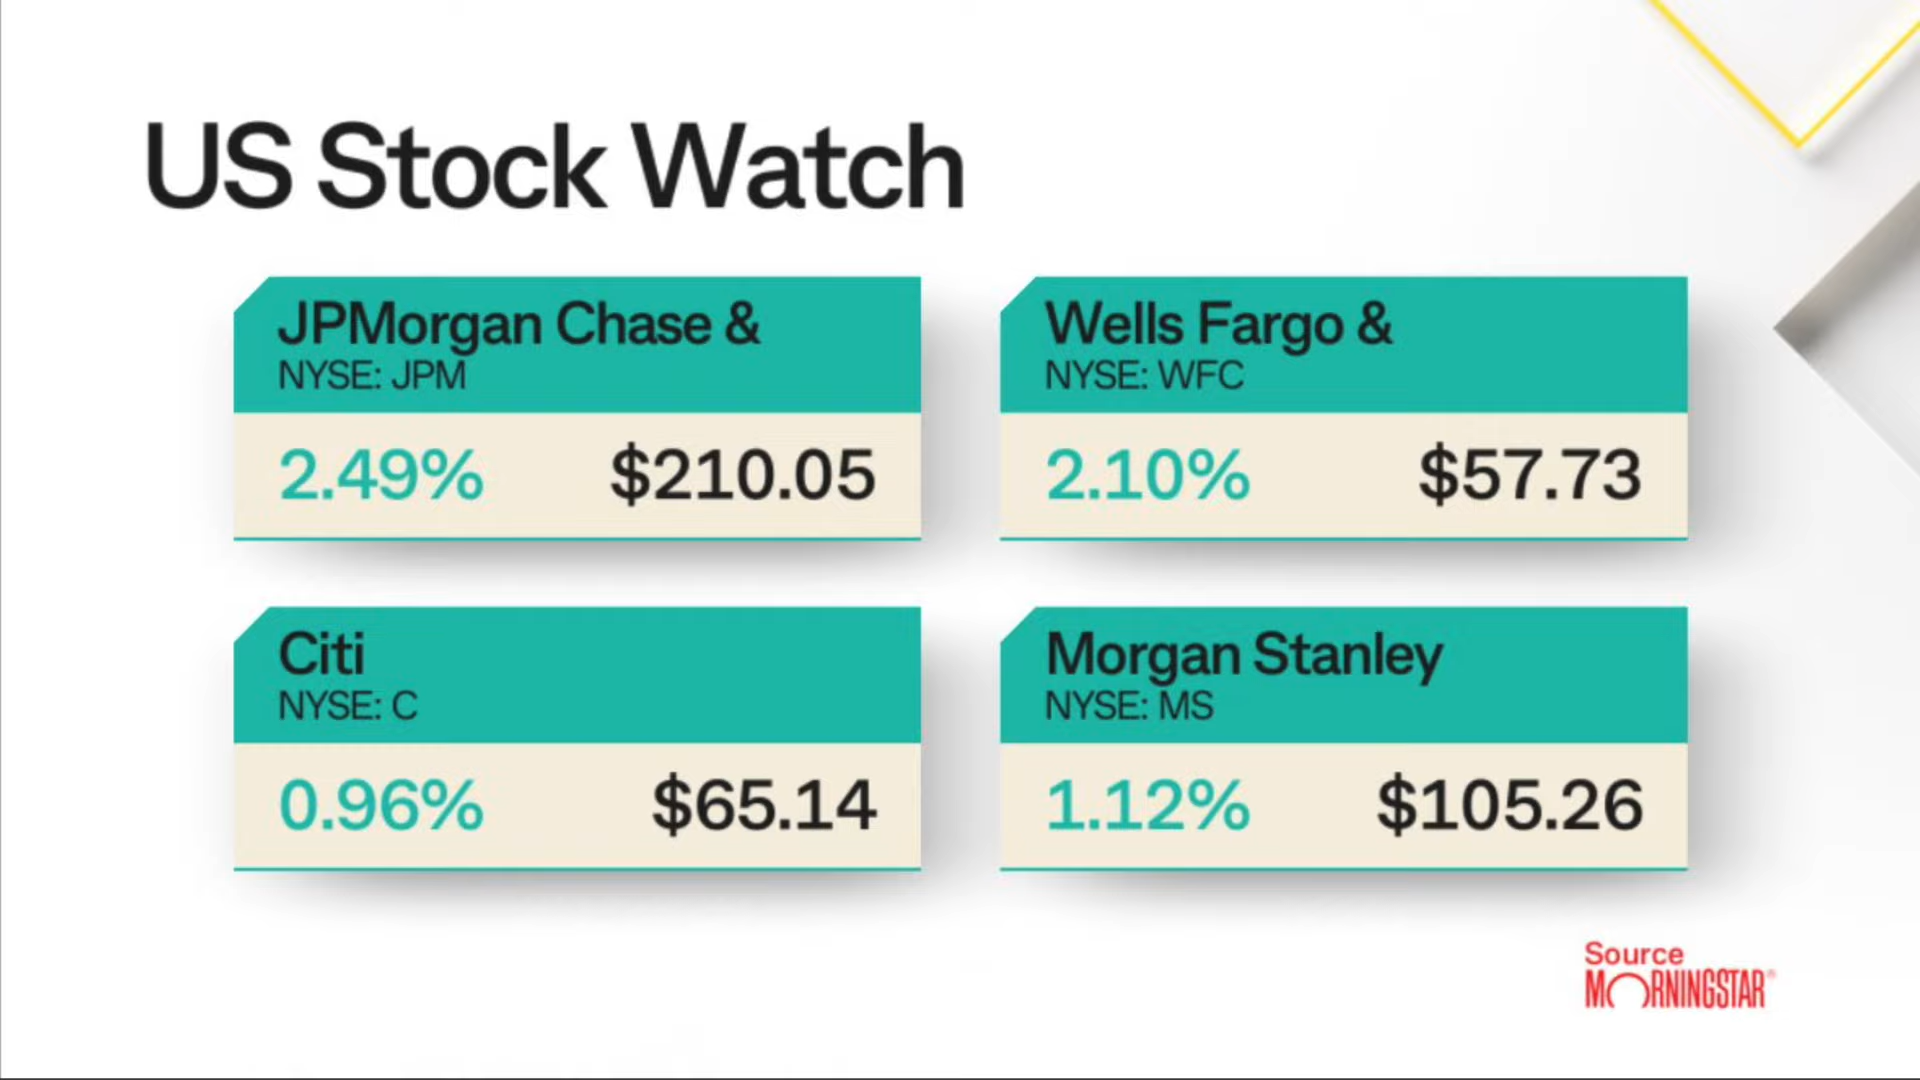 US Stock Watch
JPMorgan Chase &
NYSE: JPM
2.49% $210.05
Wells Fargo &
NYSE: WFC
2.10% $57.73
Citi
NYSE: C
0.96% $65.14
Morgan Stanley
NYSE: MS
1.12% $105.26
Source
MORNINGSTAR®